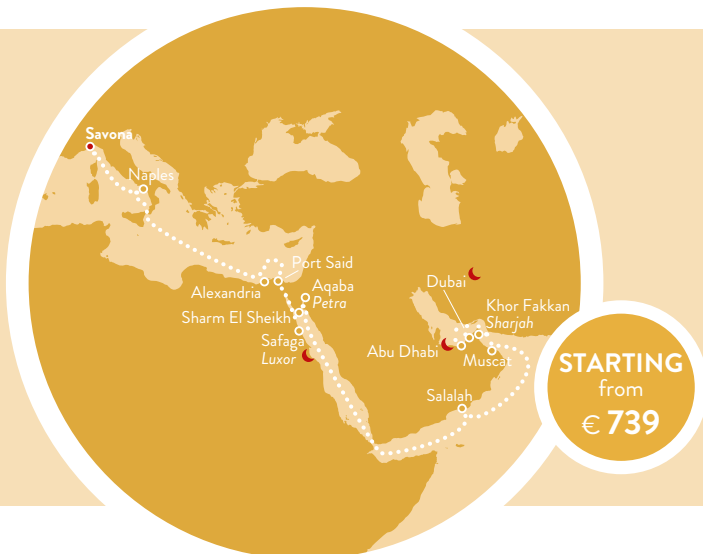 Savona
Naples
Port Said
Alexandria
Aqaba
Petra
Sharm El Sheikh
Safaga
Luxor
Dubai
Khor Fakkan
Sharjah
Abu Dhabi
Muscat
Salalah
STARTING
from
€ 739